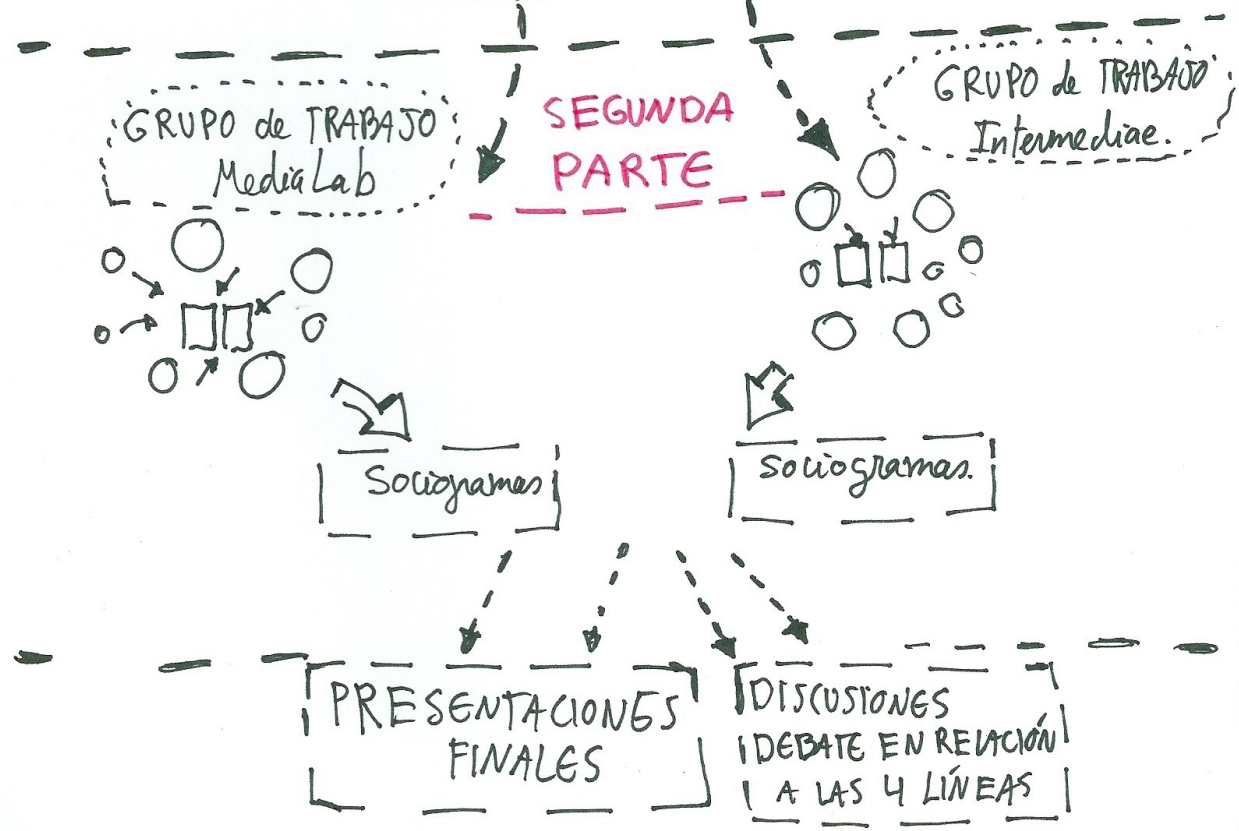 GRUPO de TRABAJO
MediaLab
SEGUNDA
PARTE
GRUPO de TRABAJO
Intermediae.
Sociogramas
Sociogramas.
PRESENTACIONES
FINALES
DISCUSIONES
DEBATE EN RELACIÓN
A LAS 4 LÍNEAS